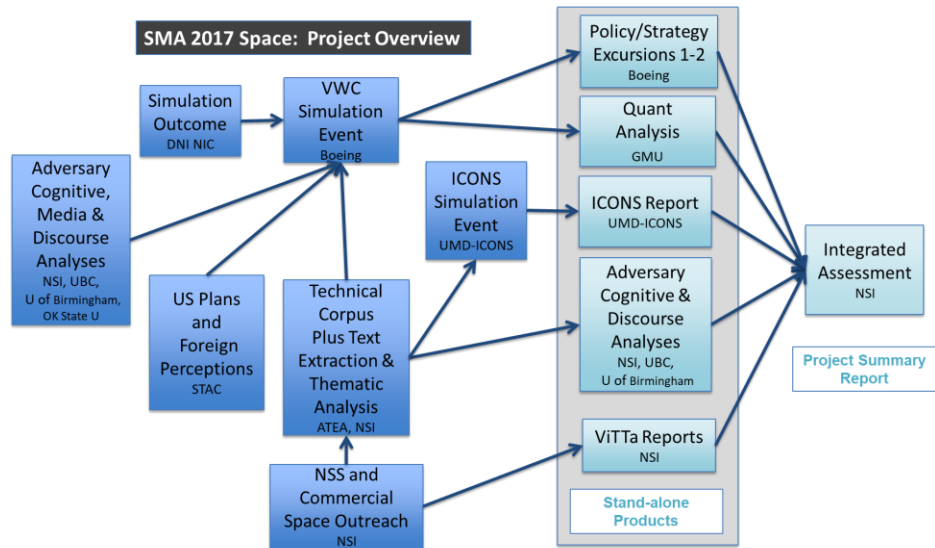 SMA 2017 Space:  Project Overview
Simulation
Outcome
DNI NIC
VWC
Simulation
Event
Boeing
Policy/Strategy
Excursions 1-2
Boeing
Quant
Analysis
GMU
Adversary
Cognitive,
Media &
Discourse
Analyses
NSI, UBC,
U of Birmingham,
OK State U
ICONS
Simulation
Event
UMD-ICONS
ICONS Report
UMD-ICONS
Integrated
Assessment
NSI
US Plans
and
Foreign
Perceptions
STAC
Technical
Corpus
Plus Text
Extraction &
Thematic
Analysis
ATEA, NSI
Adversary
Cognitive &
Discourse
Analyses
NSI, UBC,
U of Birmingham
Project Summary
Report
ViTTa Reports
NSI
NSS and
Commercial
Space Outreach
NSI
Stand-alone
Products